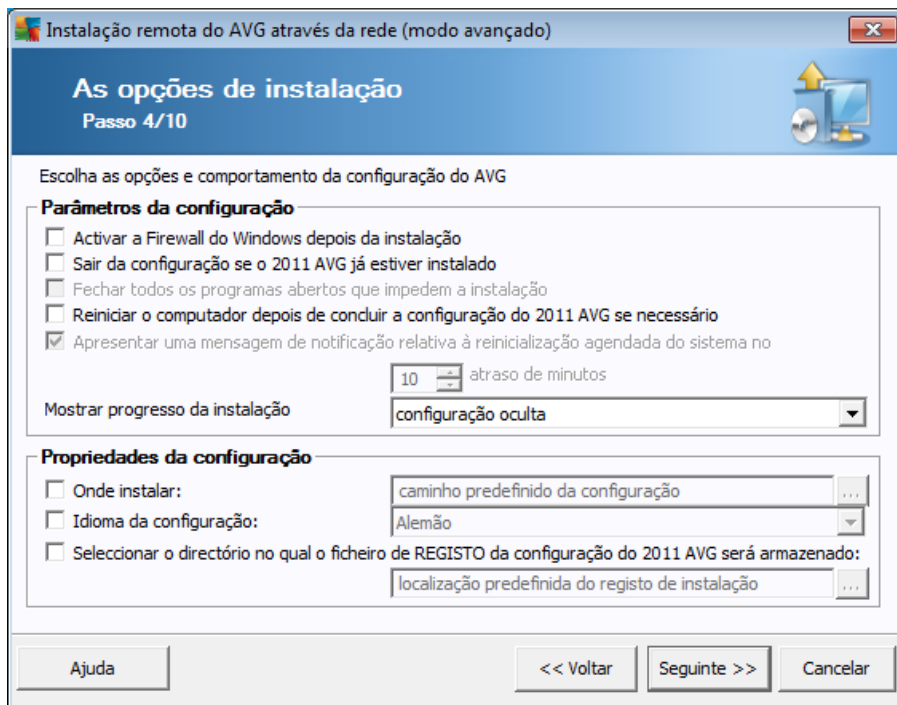 Instalação remota do AVG através da rede (modo avançado)
As opções de instalação
Passo 4/10
Escolha as opções e comportamento da configuração do AVG
Parâmetros da configuração
Activar a Firewall do Windows depois da instalação
Sair da configuração se o 2011 AVG já estiver instalado
Fechar todos os programas abertos que impedem a instalação
Reiniciar o computador depois de concluir a configuração do 2011 AVG se necessário
Apresentar uma mensagem de notificação relativa à reinicialização agendada do sistema no
10 atraso de minutos
Mostrar progresso da instalação configuração oculta
Propriedades da configuração
Onde instalar: caminho predefinido da configuração ...
Idioma da configuração: Alemão
Seleccionar o directório no qual o ficheiro de REGISTO da configuração do 2011 AVG será armazenado:
localização predefinida do registo de instalação ...
Ajuda << Voltar Seguinte >> Cancelar